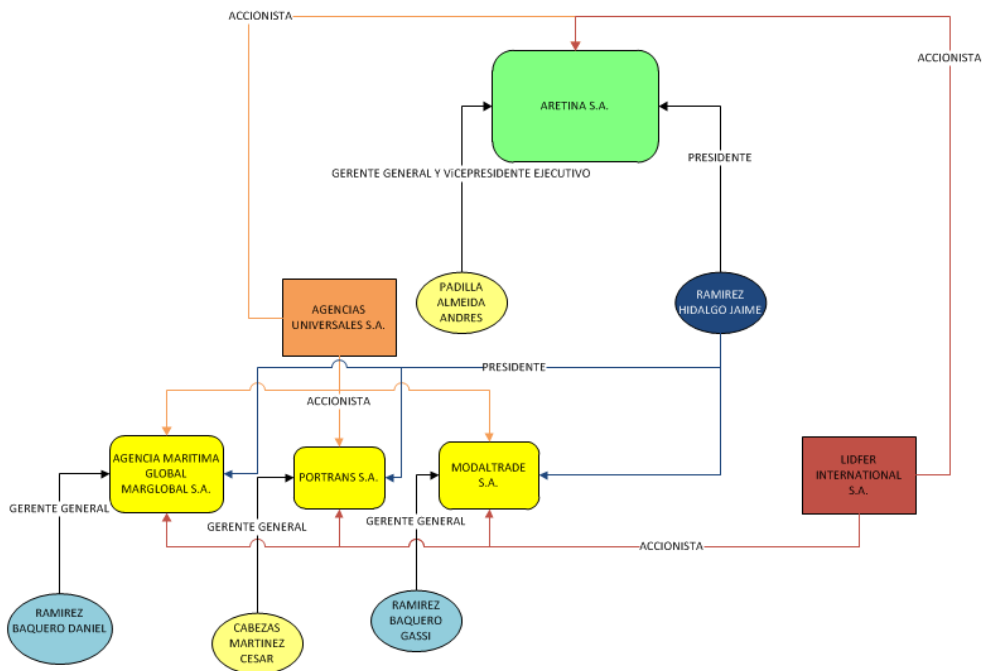 ACCIONISTA
ACCIONISTA
ARETINA S.A.
PRESIDENTE
GERENTE GENERAL Y VíCEPRESIDENTE EJECUTIVO
PADILLA
ALMEIDA
ANDRES
RAMIREZ
HIDALGO JAIME
AGENCIAS
UNIVERSALES S.A.
PRESIDENTE
ACCIONISTA
AGENCIA MARITIMA
GLOBAL
MARGLOBAL S.A.
PORTRANS S.A.
MODALTRADE
S.A.
LIDFER
INTERNATIONAL
S.A.
GERENTE GENERAL
GERENTE GENERAL
GERENTE GENERAL
ACCIONISTA
RAMIREZ
BAQUERO DANIEL
CABEZAS
MARTINEZ
CESAR
RAMIREZ
BAQUERO
GASSI